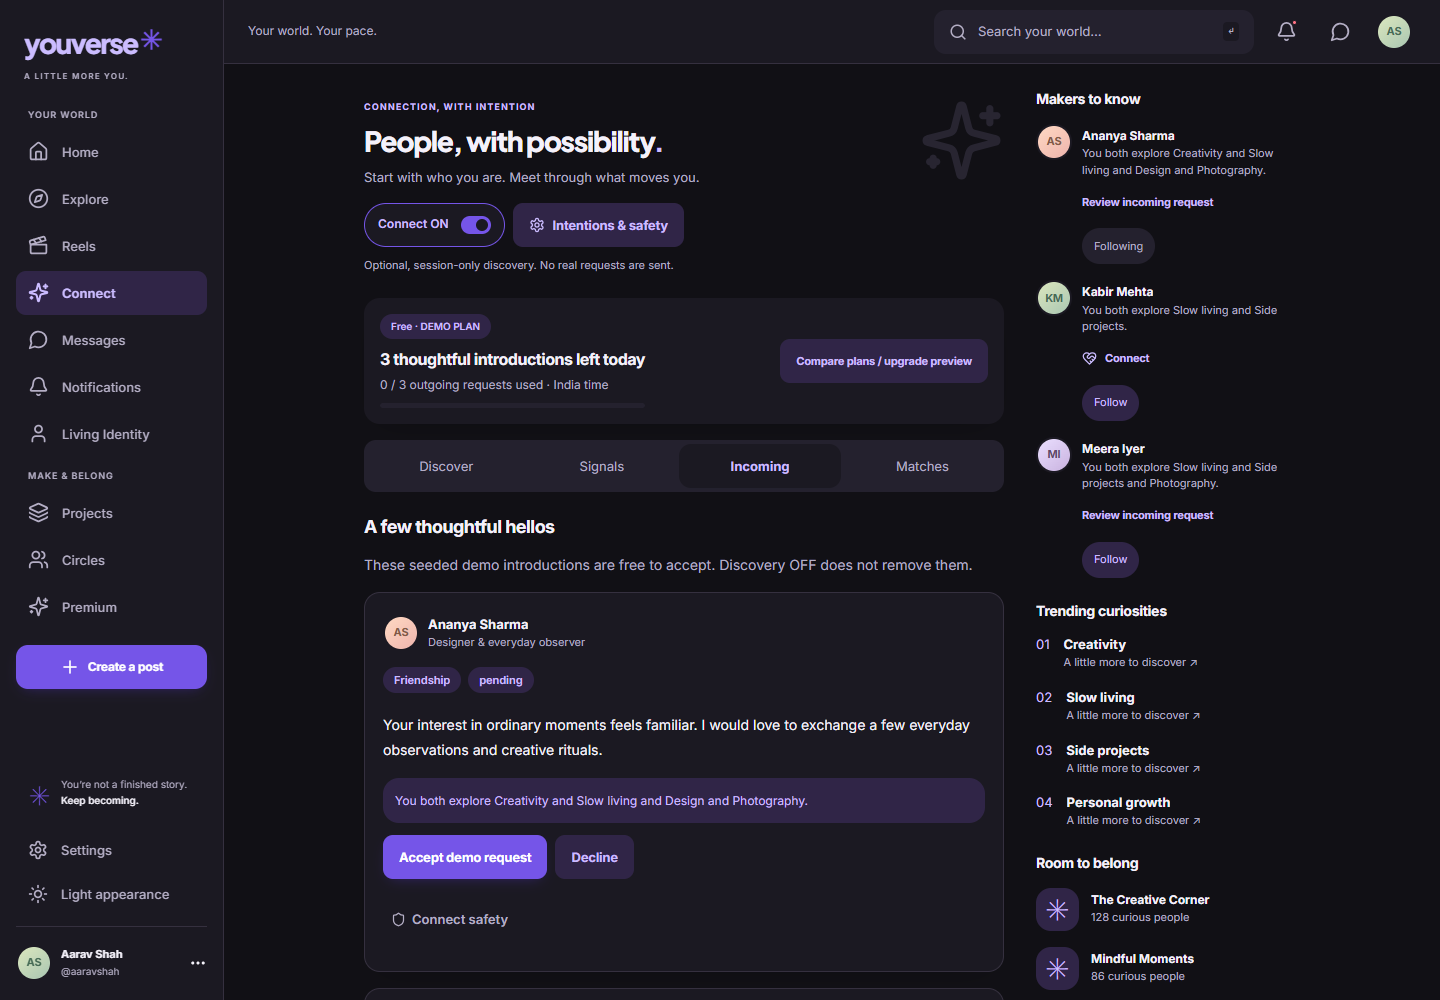 youverse
A LITTLE MORE YOU.
YOUR WORLD
Home
Explore
Reels
Connect
Messages
Notifications
Living Identity
MAKE & BELONG
Projects
Circles
Premium
Create a post
You're not a finished story.
Keep becoming.
Settings
Light appearance
AS
Aarav Shah
@aaravshah
Your world. Your pace.
Search your world...
AS
CONNECTION, WITH INTENTION
People, with possibility.
Start with who you are. Meet through what moves you.
Connect ON
Intentions & safety
Optional, session-only discovery. No real requests are sent.
Free · DEMO PLAN
3 thoughtful introductions left today
0 / 3 outgoing requests used · India time
Compare plans / upgrade preview
Discover
Signals
Incoming
Matches
A few thoughtful hellos
These seeded demo introductions are free to accept. Discovery OFF does not remove them.
AS
Ananya Sharma
Designer & everyday observer
Friendship
pending
Your interest in ordinary moments feels familiar. I would love to exchange a few everyday
observations and creative rituals.
You both explore Creativity and Slow living and Design and Photography.
Accept demo request
Decline
Connect safety
Makers to know
AS
Ananya Sharma
You both explore Creativity and Slow
living and Design and Photography.
Review incoming request
Following
KM
Kabir Mehta
You both explore Slow living and Side
projects.
Connect
Follow
MI
Meera Iyer
You both explore Slow living and Side
projects and Photography.
Review incoming request
Follow
Trending curiosities
01 Creativity
A little more to discover ↗
02 Slow living
A little more to discover ↗
03 Side projects
A little more to discover ↗
04 Personal growth
A little more to discover ↗
Room to belong
The Creative Corner
128 curious people
Mindful Moments
86 curious people